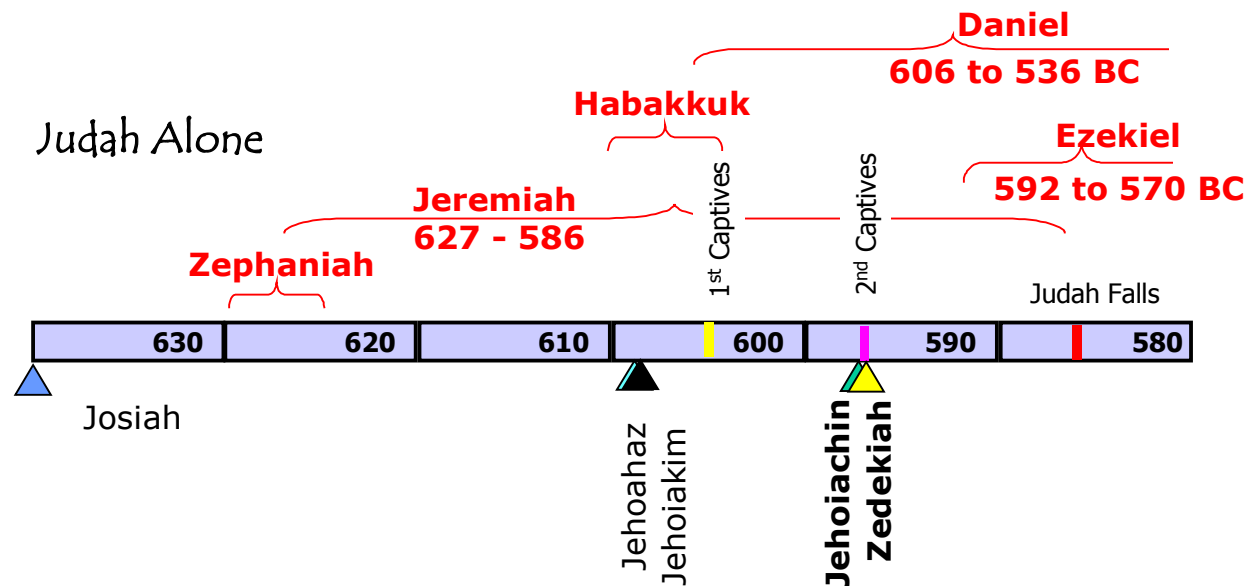 Daniel
606 to 536 BC
Habakkuk
Judah Alone
Ezekiel
592 to 570 BC
Jeremiah
627 - 586
1st Captives
2nd Captives
Zephaniah
Judah Falls
630 620 610 600 590 580
Josiah
Jehoahaz
Jehoiakim
Jehoiachin
Zedekiah